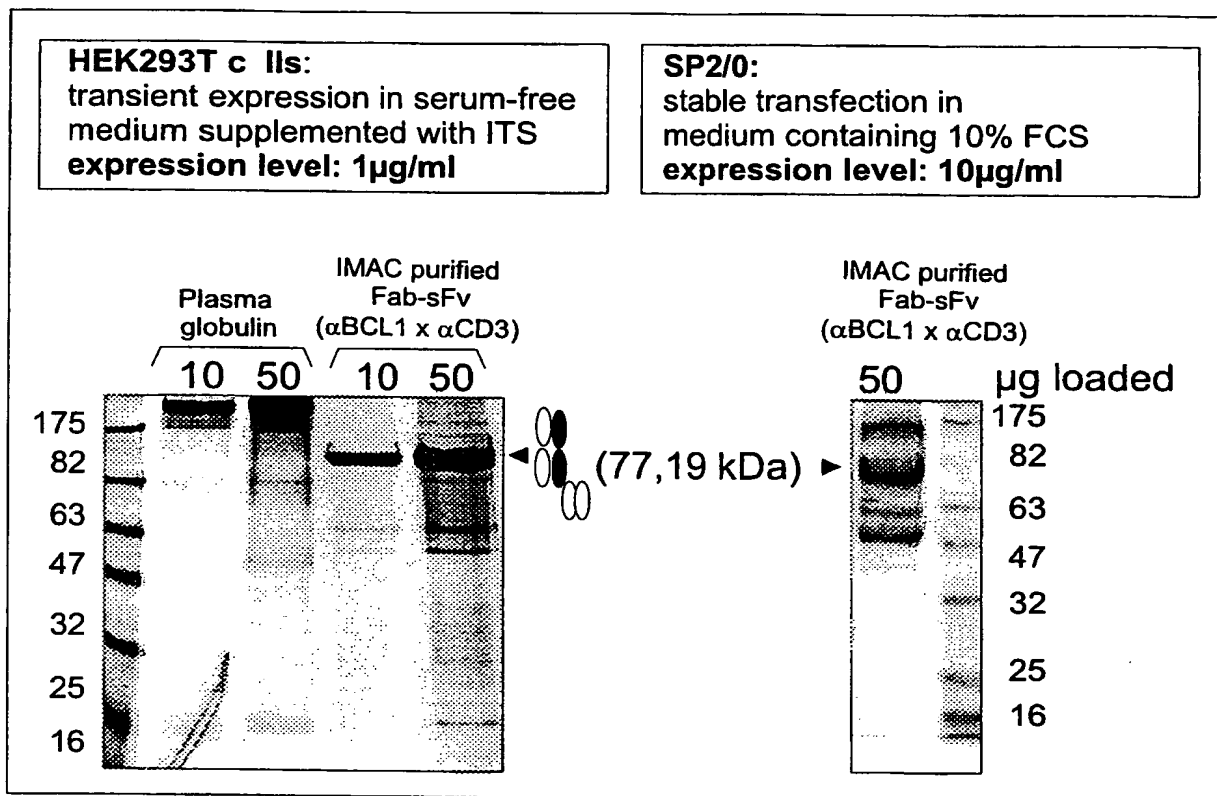 HEK293T c lls:
transient expression in serum-free
medium supplemented with ITS
expression level: 1µg/ml
SP2/0:
stable transfection in
medium containing 10% FCS
expression level: 10µg/ml
Plasma
globulin
IMAC purified
Fab-sFv
(αBCL1 x αCD3)
10 50 10 50
175
82
63
47
32
25
16
(77,19 kDa)
IMAC purified
Fab-sFv
(αBCL1 x αCD3)
50 µg loaded
175
82
63
47
32
25
16